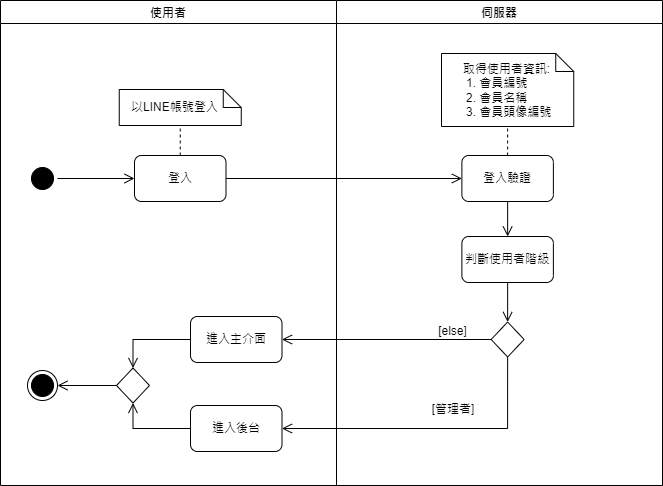 使用者
伺服器
取得使用者資訊:
1. 會員編號
2. 會員名稱
3. 會員頭像編號
以LINE帳號登入
登入
登入驗證
判斷使用者階級
[else]
進入主介面
[管理者]
進入後台